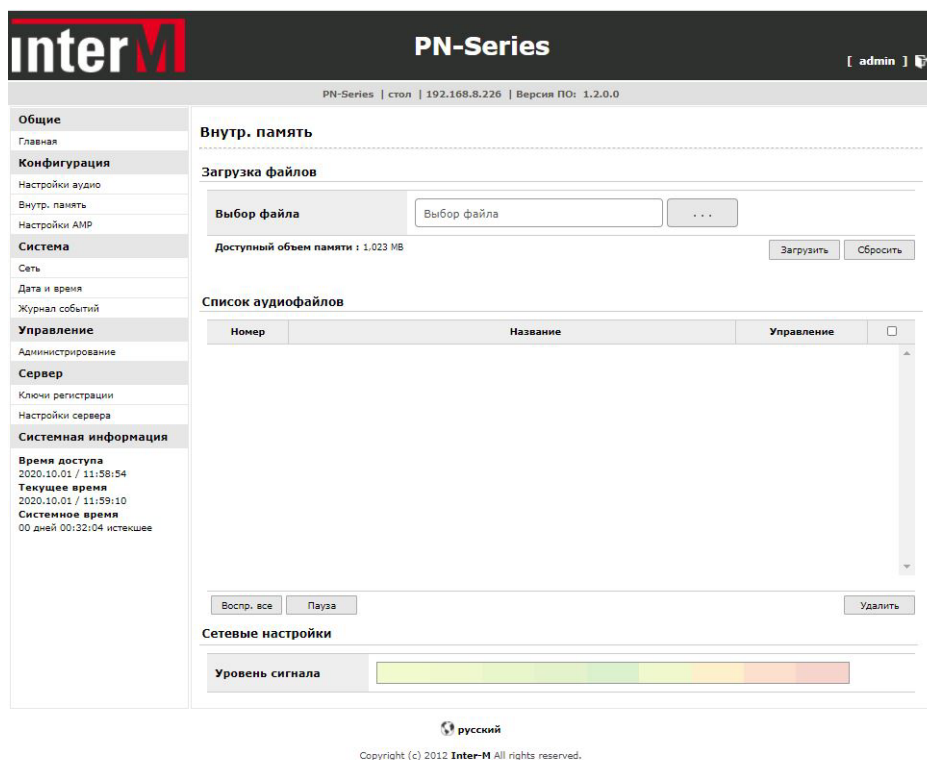 inter M
PN-Series
[ admin ]
PN-Series | стол | 192.168.8.226 | Версия ПО: 1.2.0.0
Общие
Главная
Конфигурация
Настройки аудио
Внутр. память
Настройки AMP
Система
Сеть
Дата и время
Журнал событий
Управление
Администрирование
Сервер
Ключи регистрации
Настройки сервера
Системная информация
Время доступа
2020.10.01 / 11:58:54
Текущее время
2020.10.01 / 11:59:10
Системное время
00 дней 00:32:04 истекшее
Внутр. память
Загрузка файлов
Выбор файла Выбор файла ...
Доступный объем памяти : 1.023 MB Загрузить Сбросить
Список аудиофайлов
Номер Название Управление
Воспр. все Пауза Удалить
Сетевые настройки
Уровень сигнала
русский
Copyright (c) 2012 Inter-M All rights reserved.